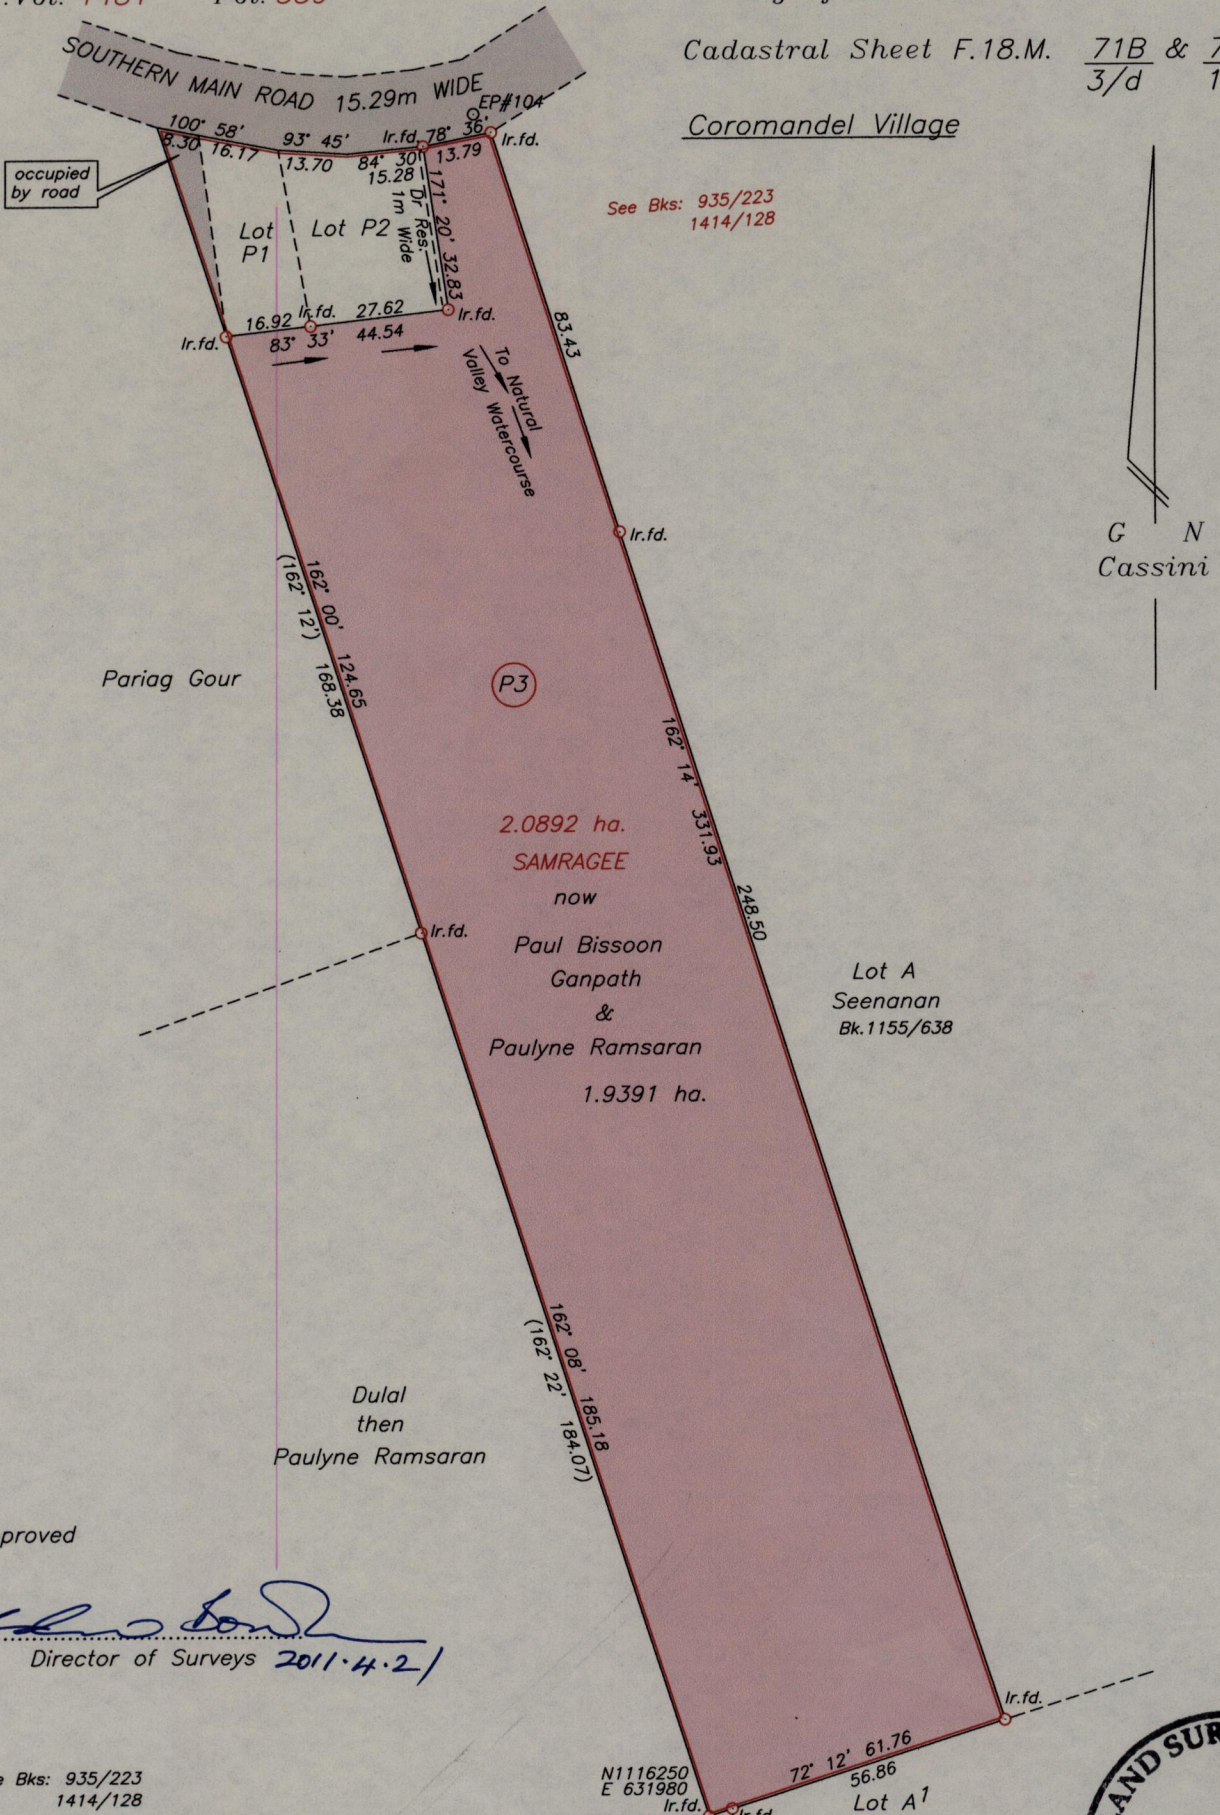 Cadastral Sheet F.18.M. 71B & 
3/d
Coromandel Village
SOUTHERN MAIN ROAD 15.29m WIDE
EP#104
100° 58'
8.30
16.17
93° 45'
13.70
84° 30'
15.28
Ir.fd.
78° 36'
13.79
Ir.fd.
occupied
by road
See Bks: 935/223
1414/128
Lot
P1
Lot P2
Dr Res.
1m Wide
171° 20' 32.83
16.92
Ir.fd.
27.62
Ir.fd.
Ir.fd.
83° 33'
44.54
To Natural
Valley Watercourse
83.43
Ir.fd.
G N
Cassini
162° 00' 124.65
(162° 12') 168.38
Pariag Gour
P3
162° 14' 331.93
248.50
2.0892 ha.
SAMRAGEE
now
Paul Bissoon
Ganpath
&
Paulyne Ramsaran
1.9391 ha.
Ir.fd.
Lot A
Seenanan
Bk.1155/638
162° 08' 185.18
(162° 22' 184.07)
Dulal
then
Paulyne Ramsaran
Director of Surveys 2011.4.21
Ir.fd.
72° 12' 61.76
56.86
N1116250
E 631980
Ir.fd.
Ir.fd.
Lot A1
Bks: 935/223
1414/128